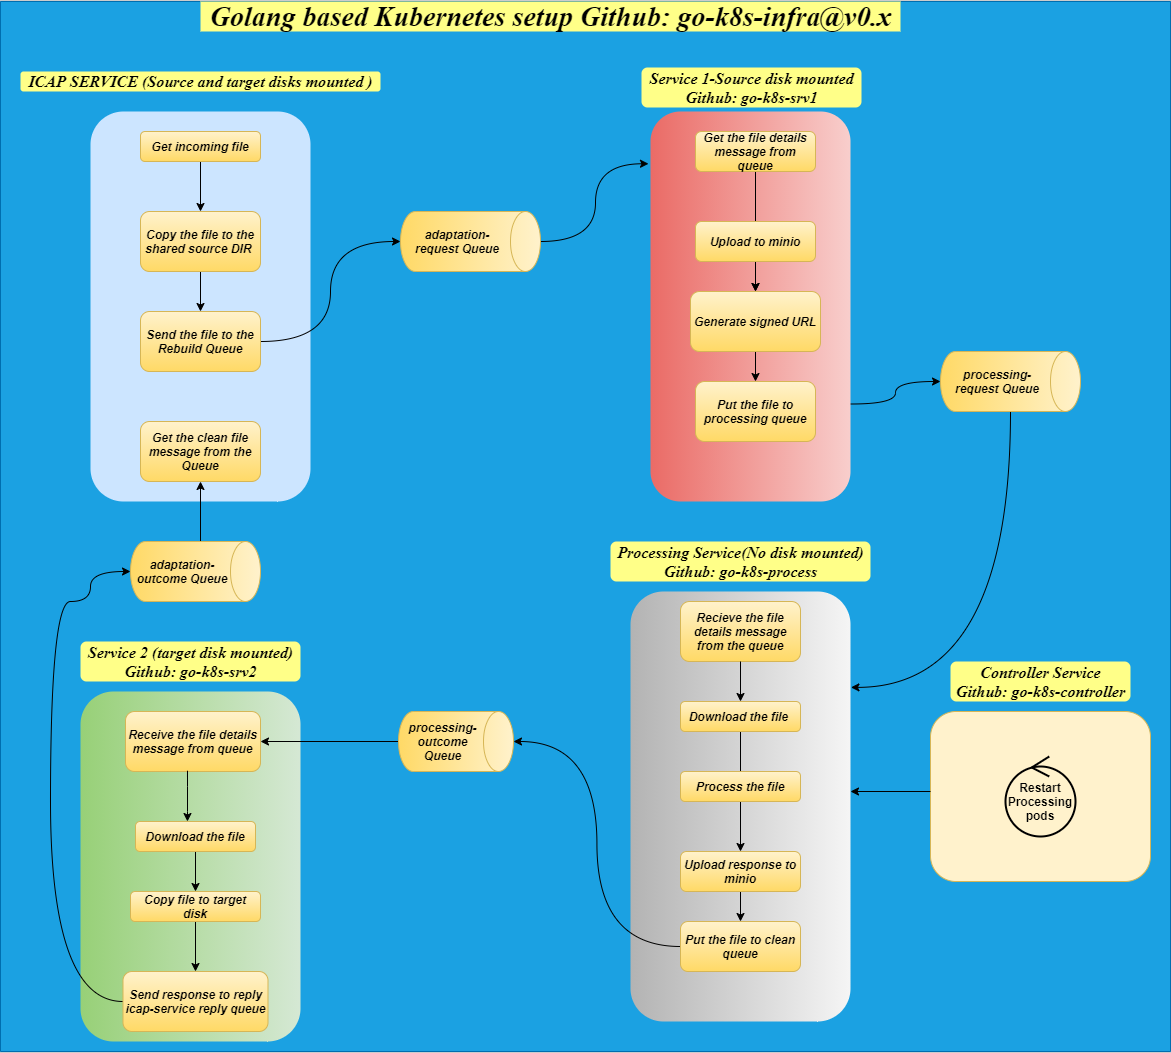 Golang based Kubernetes setup Github: go-k8s-infra@v0.x
ICAP SERVICE (Source and target disks mounted )
Get incoming file
Copy the file to the
shared source DIR
Send the file to the
Rebuild Queue
Get the clean file
message from the
Queue
adaptation-
request Queue
Service 1-Source disk mounted
Github: go-k8s-srv1
Get the file details
message from
queue
Upload to minio
Generate signed URL
Put the file to
processing queue
processing-
request Queue
Processing Service(No disk mounted)
Github: go-k8s-process
Recieve the file
details message
from the queue
Download the file
Process the file
Upload response to
minio
Put the file to clean
queue
Controller Service
Github: go-k8s-controller
Restart
Processing
pods
processing-
outcome
Queue
Service 2 (target disk mounted)
Github: go-k8s-srv2
Receive the file details
message from queue
Download the file
Copy file to target
disk
Send response to reply
icap-service reply queue
adaptation-
outcome Queue